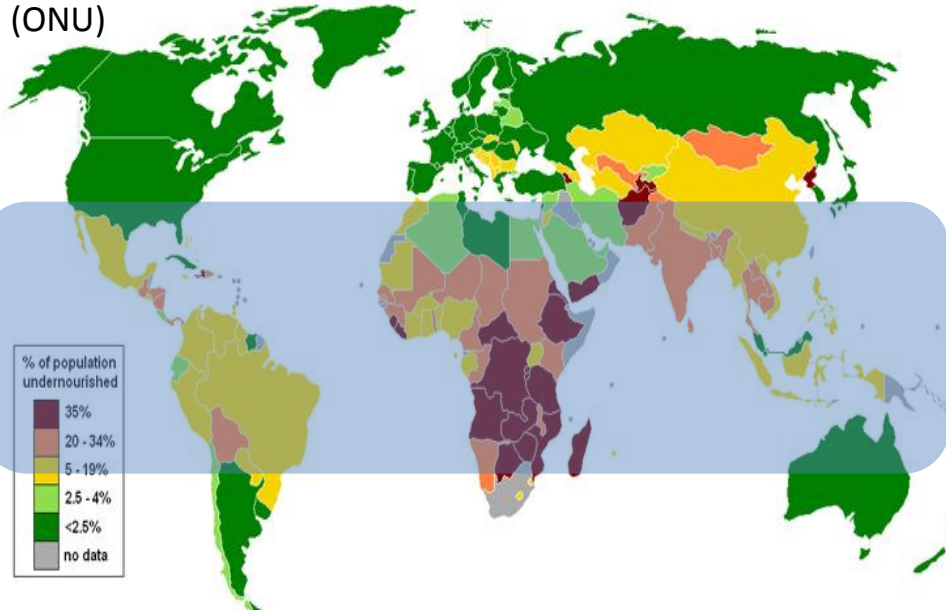 (ONU)
% of population
undernourished
35%
20 - 34%
5 - 19%
2.5 - 4%
<2.5%
no data